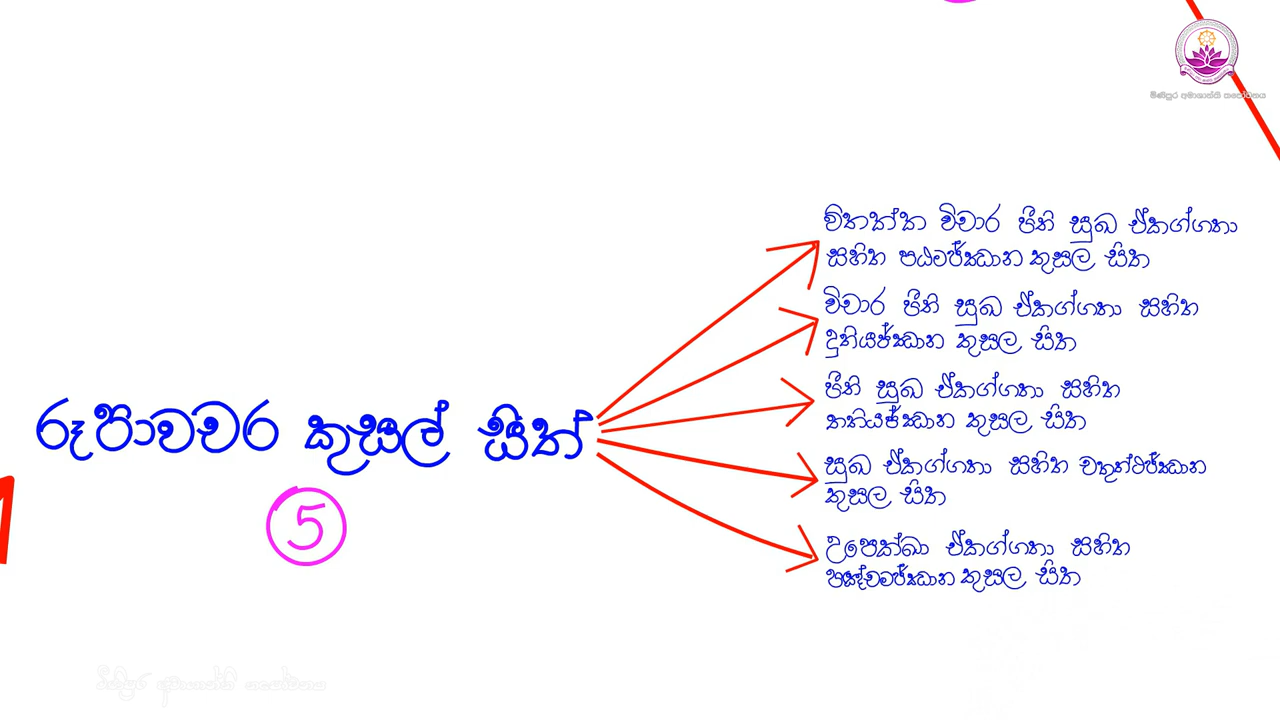 විතක්ක විචාර ප්‍රීති සුඛ ඒකග්ගතා
සහිත පඨමජ්ඣාන කුසල සිත
විචාර ප්‍රීති සුඛ ඒකග්ගතා සහිත
දුතියජ්ඣාන කුසල සිත
ප්‍රීති සුඛ ඒකග්ගතා සහිත
තතියජ්ඣාන කුසල සිත
රූපාවචර කුසල් සිත්
5
සුඛ ඒකග්ගතා සහිත චතුත්ථජ්ඣාන
කුසල සිත
උපෙක්ඛා ඒකග්ගතා සහිත
පඤ්චමජ්ඣාන කුසල සිත